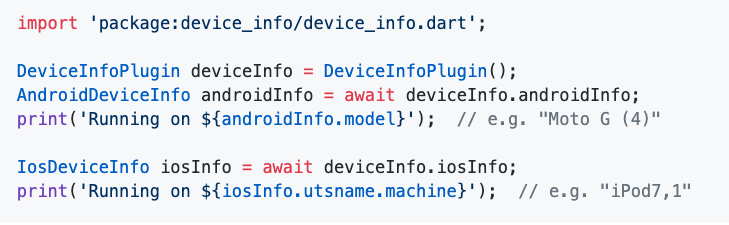 import 'package:device_info/device_info.dart';
DeviceInfoPlugin deviceInfo = DeviceInfoPlugin();
AndroidDeviceInfo androidInfo = await deviceInfo.androidInfo;
print('Running on ${androidInfo.model}');  // e.g. "Moto G (4)"
IosDeviceInfo iosInfo = await deviceInfo.iosInfo;
print('Running on ${iosInfo.utsname.machine}');  // e.g. "iPod7,1"